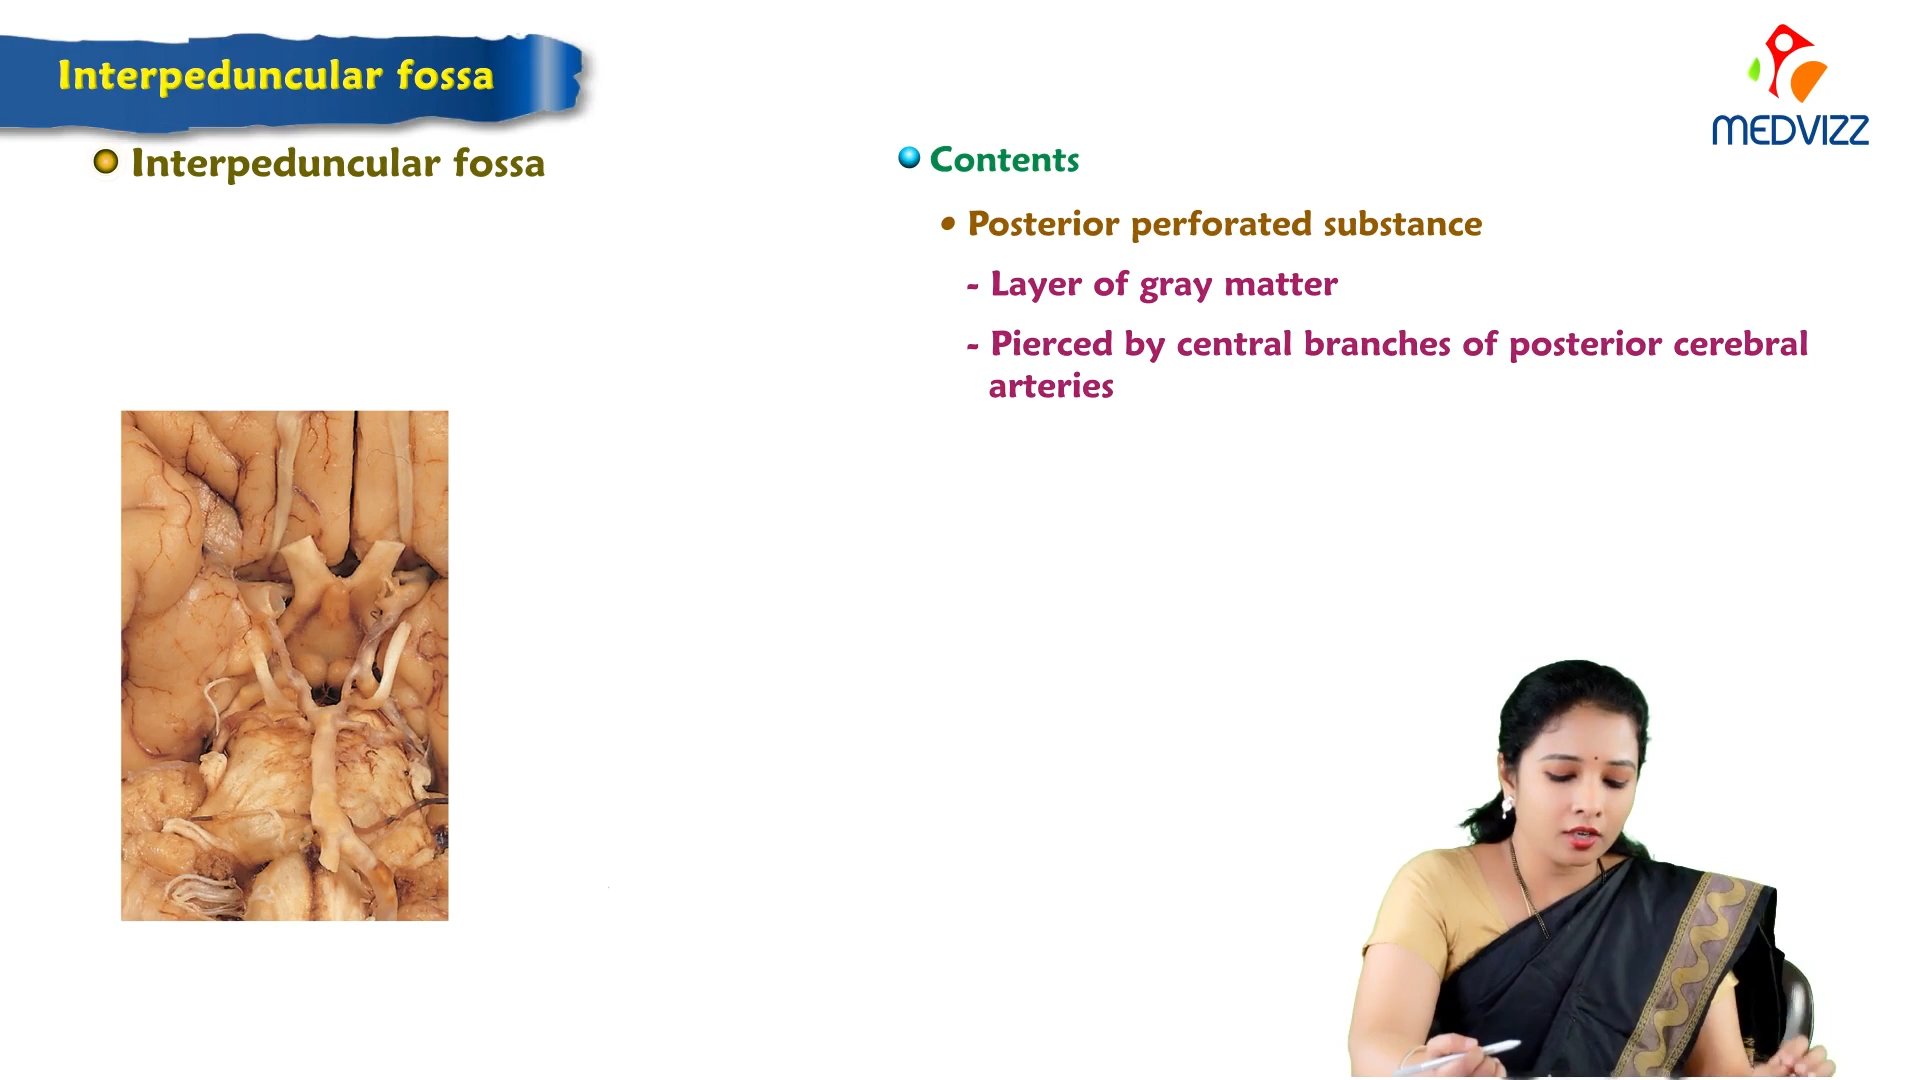 Interpeduncular fossa
MEDVIZZ
Interpeduncular fossa
Contents
• Posterior perforated substance
- Layer of gray matter
- Pierced by central branches of posterior cerebral
arteries